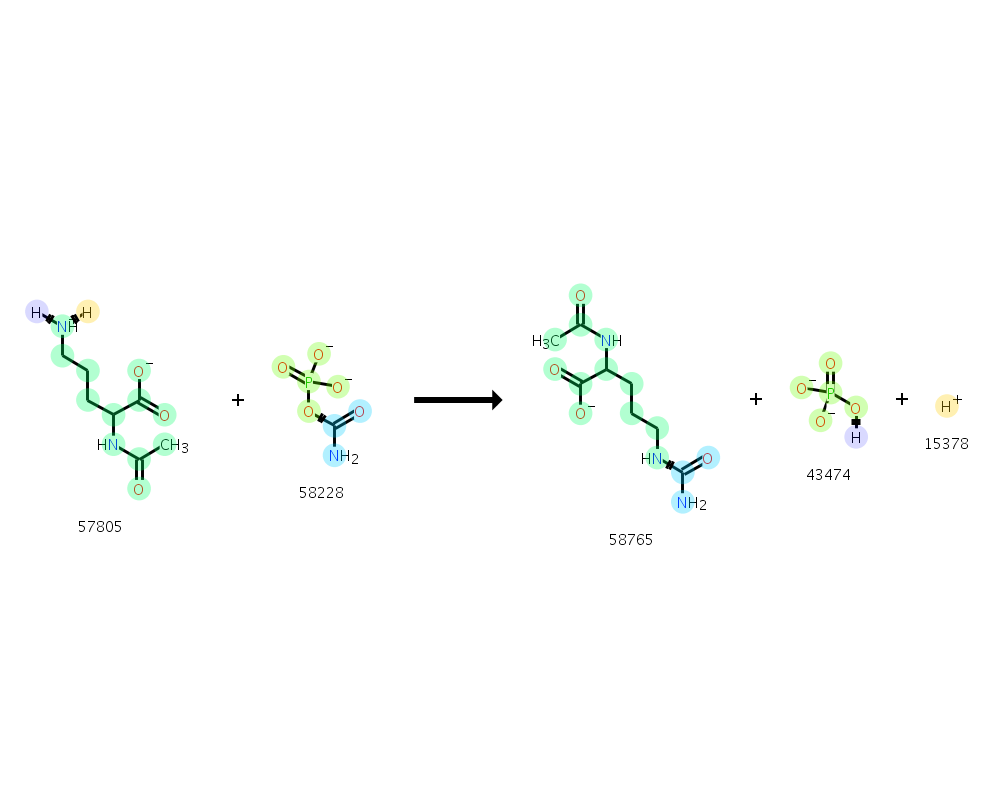 H H
NH
O−
O
HN
CH3
O
57805
+
O−
O
P
O−
O
O
NH2
58228
O
H3C
NH
O
O−
HN
O
NH2
58765
+
O
O−
P
O
O−
H
43474
+
H+
15378